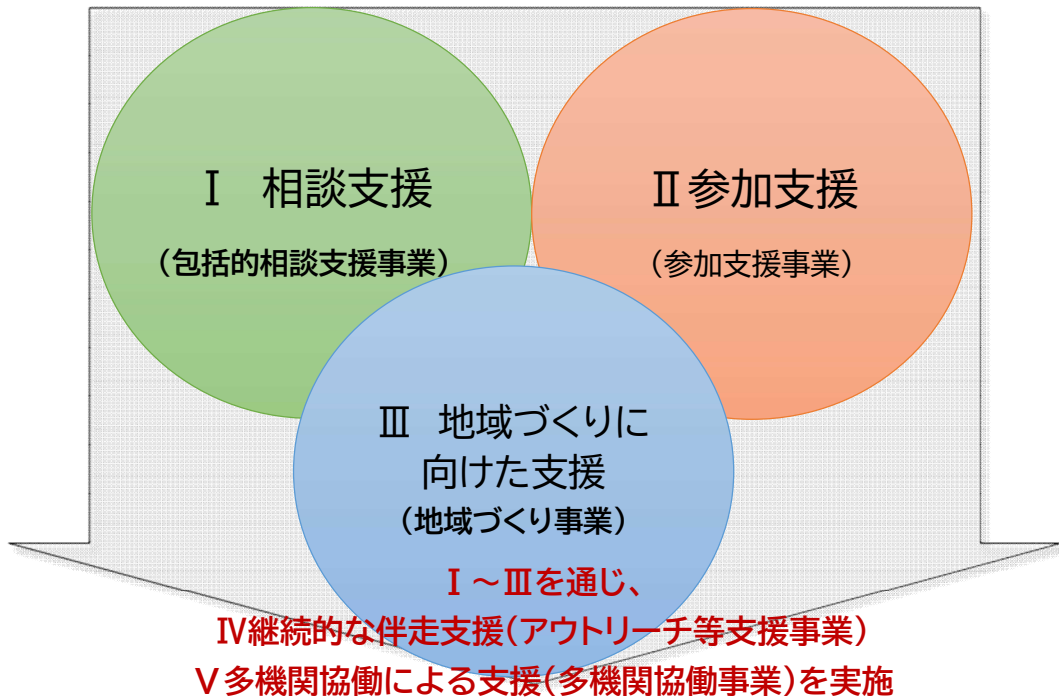 Ⅰ　相談支援
（包括的相談支援事業）
Ⅱ参加支援
（参加支援事業）
Ⅲ　地域づくりに
向けた支援
（地域づくり事業）
Ⅰ～Ⅲを通じ、
Ⅳ継続的な伴走支援（アウトリーチ等支援事業）
Ⅴ多機関協働による支援（多機関協働事業）を実施